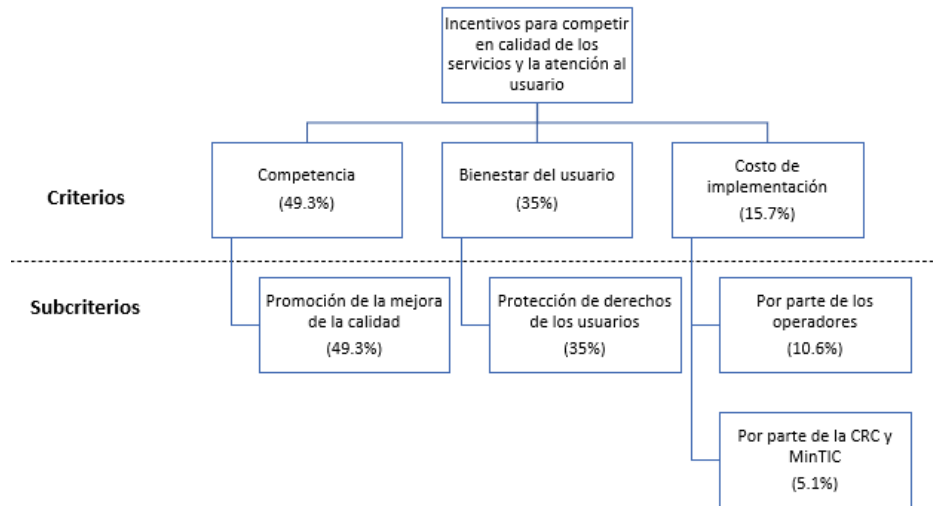 Incentivos para competir
en calidad de los
servicios y la atención al
usuario
Criterios
Competencia
(49.3%)
Bienestar del usuario
(35%)
Costo de
implementación
(15.7%)
Subcriterios
Promoción de la mejora
de la calidad
(49.3%)
Protección de derechos
de los usuarios
(35%)
Por parte de los
operadores
(10.6%)
Por parte de la CRC y
MinTIC
(5.1%)